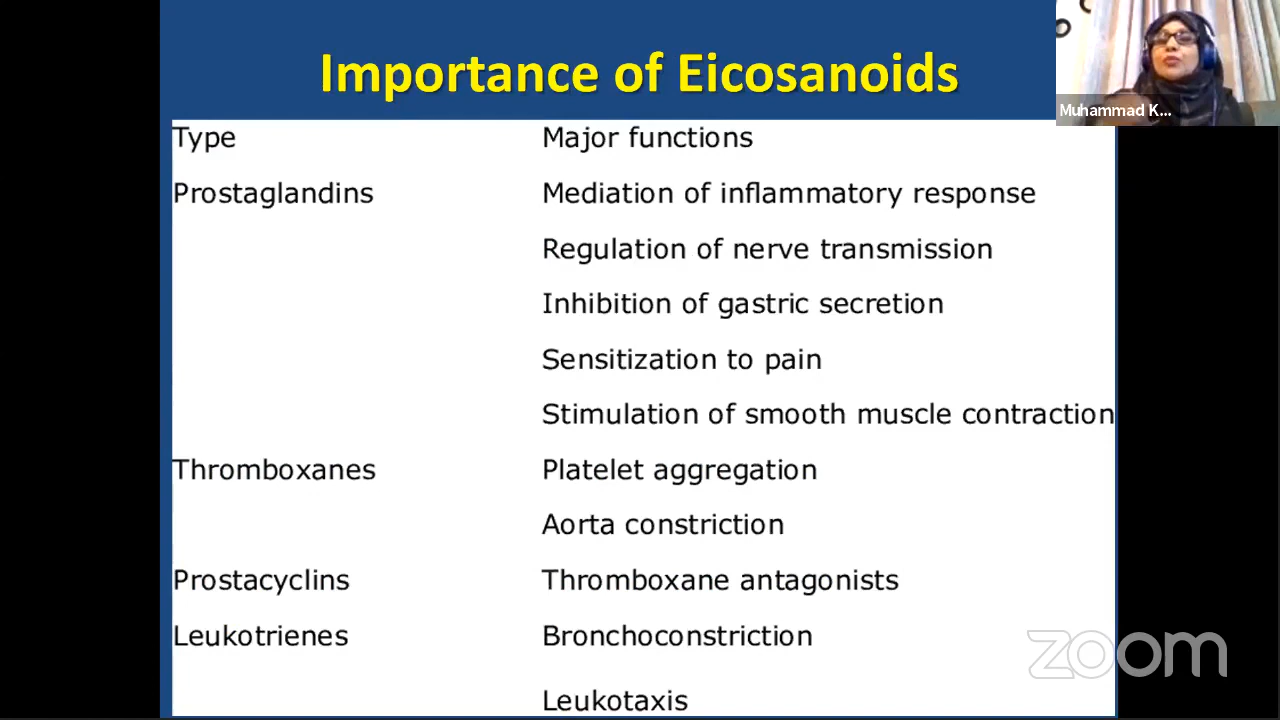 Importance of Eicosanoids
Muhammad K...
Type Major functions
Prostaglandins Mediation of inflammatory response
Regulation of nerve transmission
Inhibition of gastric secretion
Sensitization to pain
Stimulation of smooth muscle contraction
Thromboxanes Platelet aggregation
Aorta constriction
Prostacyclins Thromboxane antagonists
Leukotrienes Bronchoconstriction
zoom
Leukotaxis